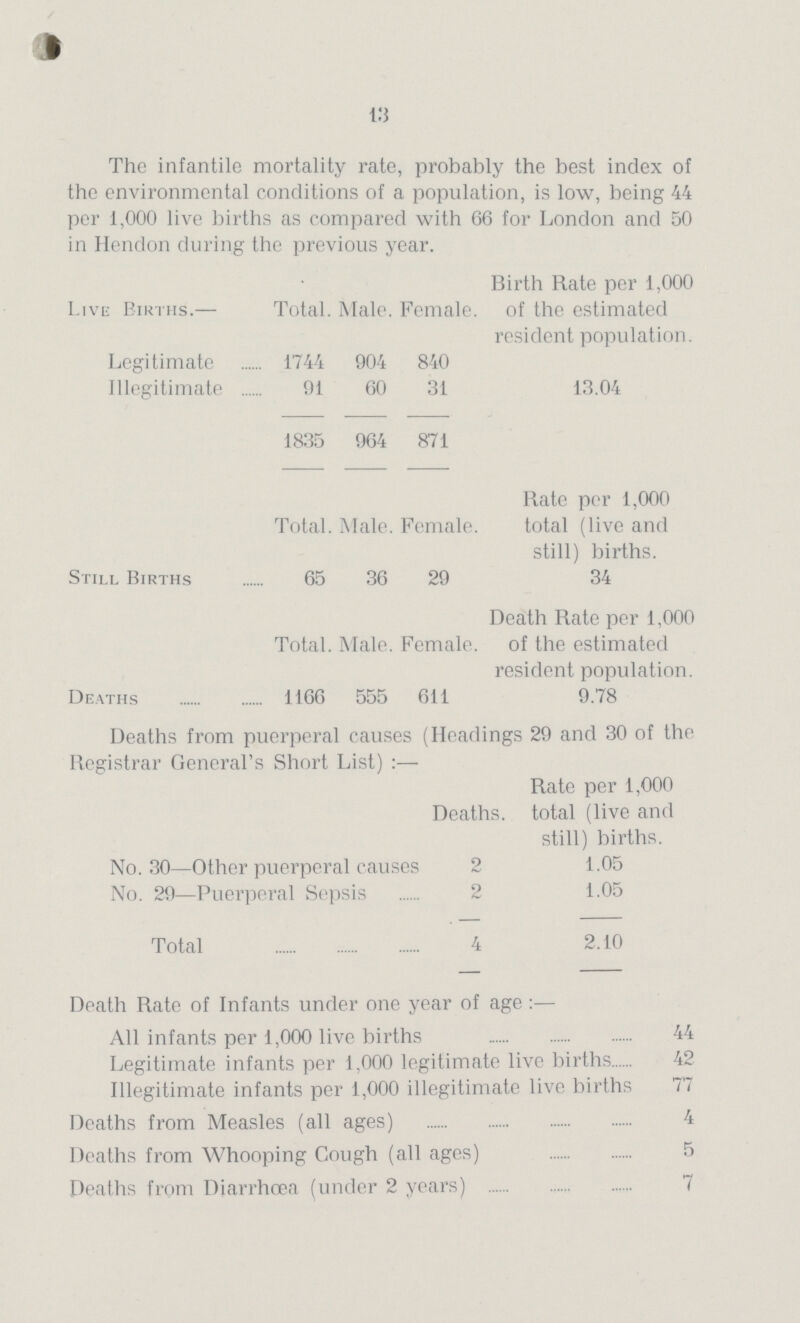 13
The infantile mortality rate, probably the best index of
the environmental conditions of a population, is low, being 44
per 1,000 live births as compared with 66 for London and 50
in Hendon during the previous year.
Birth Rate per 1,000
LIVE BIRTHS.— Total. Male. Female. of the estimated
resident population.
Legitimate ...... 1744 904 840
Illegitimate ...... 91 60 31 13.04
1835 964 871
Rate per 1,000
Total. Male. Female. total (live and
still) births.
STILL BIRTHS ...... 65 36 29 34
Death Rate per 1,000
Total. Male. Female. of the estimated
resident population.
DEATHS ...... ...... 1166 555 611 9.78
Deaths from puerperal causes (Headings 29 and 30 of the
Registrar General's Short List) :—
Rate per 1,000
Deaths. total (live and
still) births.
No. 30—Other puerperal causes 2 1.05
No. 29—Puerperal Sepsis ...... 2 1.05
Total ...... ...... ...... 4 2.10
Death Rate of Infants under one year of age :—
All infants per 1,000 live births ...... ...... ...... 44
Legitimate infants per 1,000 legitimate live births...... 42
Illegitimate infants per 1,000 illegitimate live births 77
Deaths from Measles (all ages) ...... ...... ...... ...... 4
Deaths from Whooping Cough (all ages) ...... ...... 5
Deaths from Diarrhœa (under 2 years) ...... ...... ...... 7